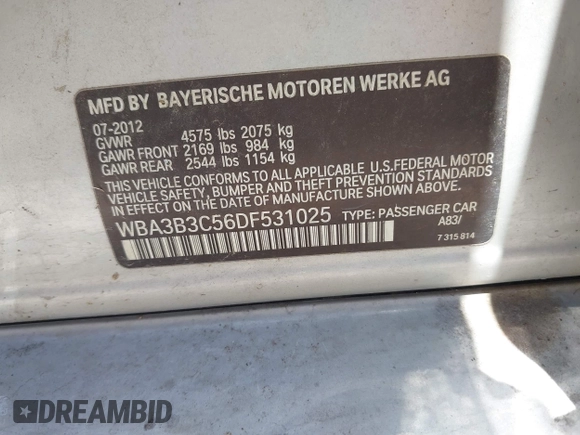 MFD BY BAYERISCHE MOTOREN WERKE AG
07-2012
GVWR 4575 lbs 2075 kg
GAWR FRONT 2169 lbs 984 kg
GAWR REAR 2544 lbs 1154 kg
THIS VEHICLE CONFORMS TO ALL APPLICABLE U.S.FEDERAL MOTOR
VEHICLE SAFETY, BUMPER AND THEFT PREVENTION STANDARDS
IN EFFECT ON THE DATE OF MANUFACTURE SHOWN ABOVE.
WBA3B3C56DF531025 TYPE: PASSENGER CAR
A83/
7 315 814
DREAMBID